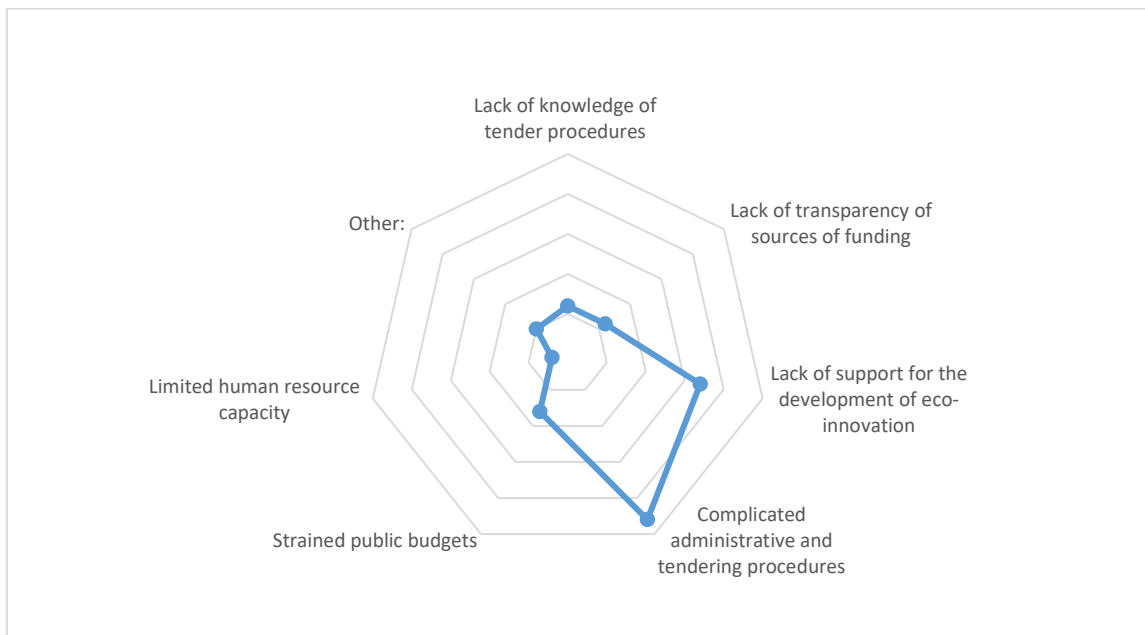 Lack of knowledge of
tender procedures
Lack of transparency of
sources of funding
Lack of support for the
development of eco-
innovation
Complicated
administrative and
tendering procedures
Strained public budgets
Limited human resource
capacity
Other: